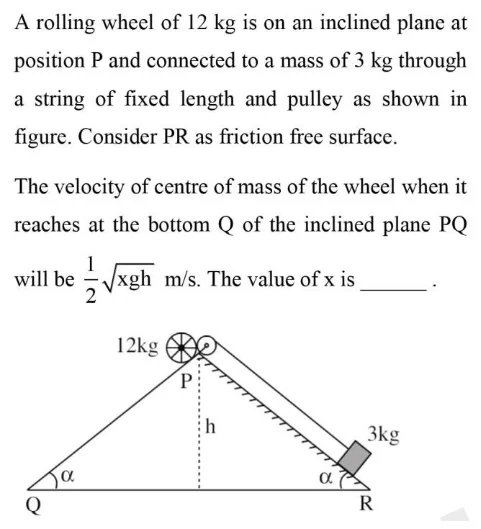 A rolling wheel of 12 kg is on an inclined plane at
position P and connected to a mass of 3 kg through
a string of fixed length and pulley as shown in
figure. Consider PR as friction free surface.
The velocity of centre of mass of the wheel when it
reaches at the bottom Q of the inclined plane PQ
will be 1/2 √xgh m/s. The value of x is ______ .
12kg
P
h
3kg
α
α
Q
R